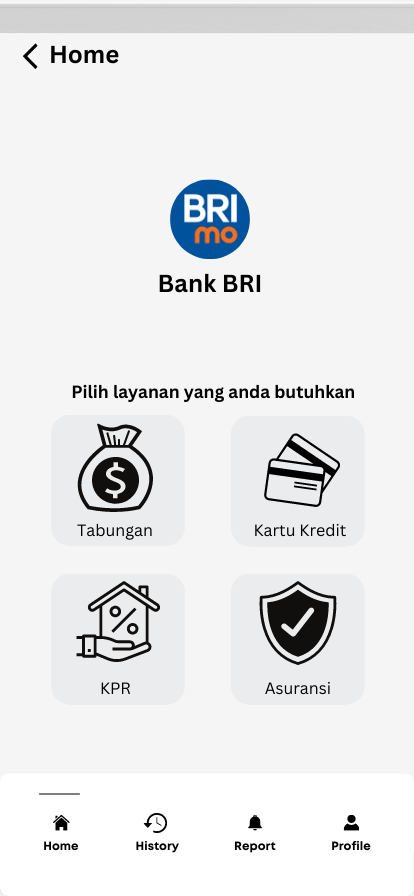 Home
BRI
mo
Bank BRI
Pilih layanan yang anda butuhkan
$
Tabungan
Kartu Kredit
%
KPR
Asuransi
Home
History
Report
Profile